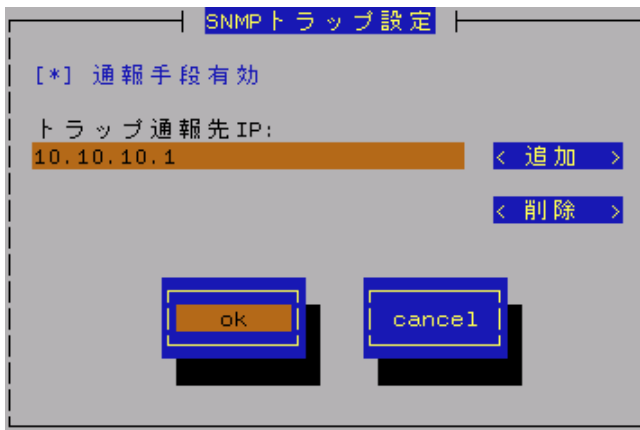 SNMPトラップ設定
[*] 通報手段有効
トラップ通報先IP:
10.10.10.1
< 追加 >
< 削除 >
ok
cancel